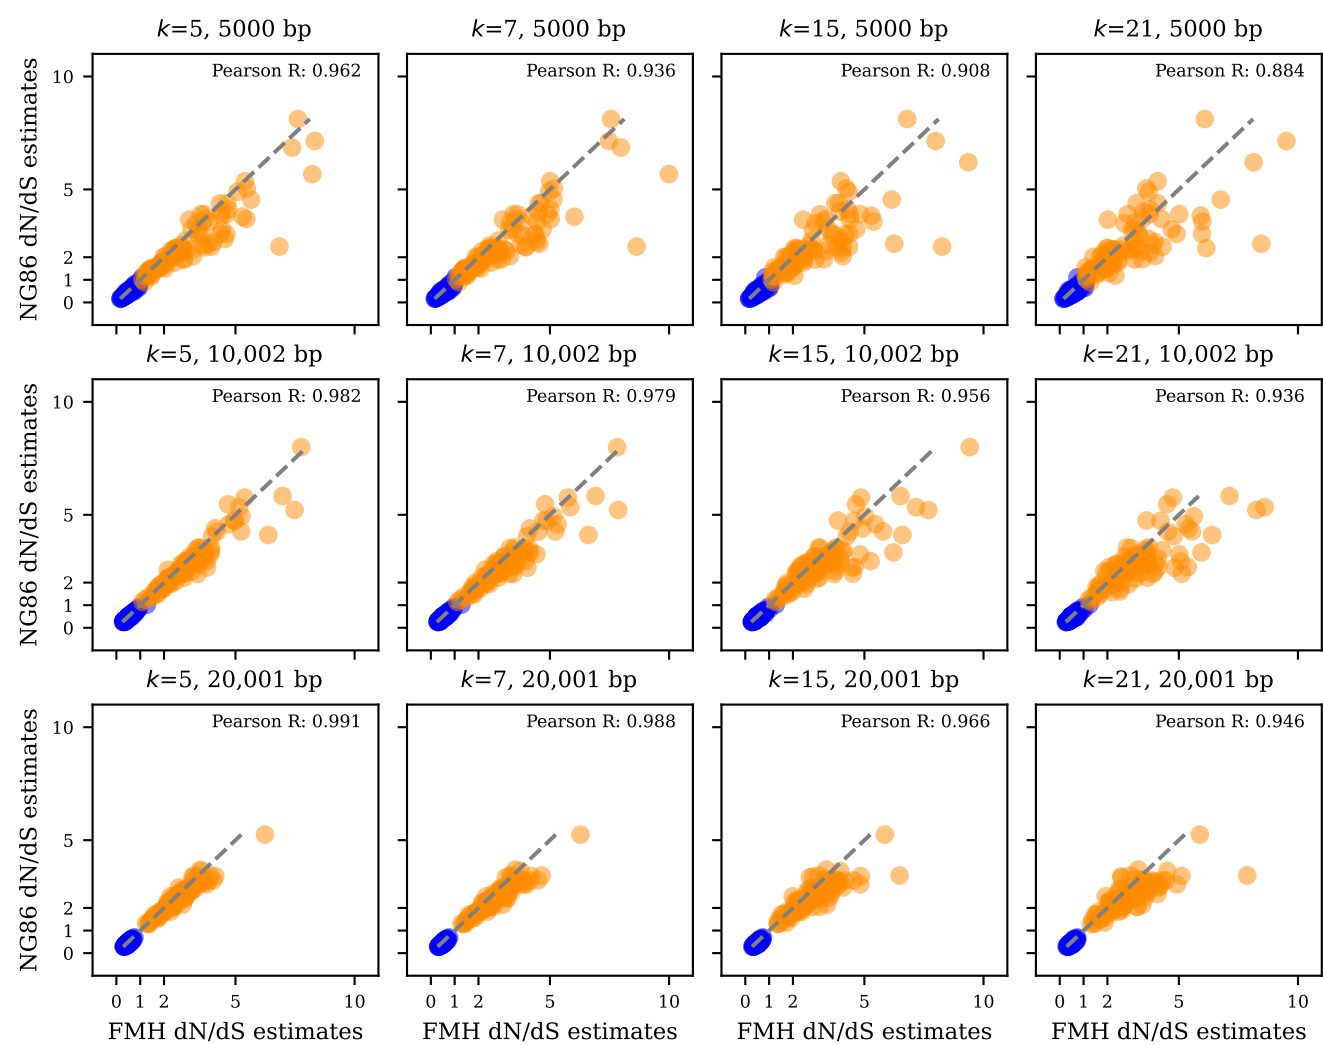 k=5, 5000 bp
k=7, 5000 bp
k=15, 5000 bp
k=21, 5000 bp
NG86 dN/dS estimates
10
5
2
1
0
Pearson R: 0.962
Pearson R: 0.936
Pearson R: 0.908
Pearson R: 0.884
k=5, 10,002 bp
k=7, 10,002 bp
k=15, 10,002 bp
k=21, 10,002 bp
NG86 dN/dS estimates
10
5
2
1
0
Pearson R: 0.982
Pearson R: 0.979
Pearson R: 0.956
Pearson R: 0.936
k=5, 20,001 bp
k=7, 20,001 bp
k=15, 20,001 bp
k=21, 20,001 bp
NG86 dN/dS estimates
10
5
2
1
0
Pearson R: 0.991
Pearson R: 0.988
Pearson R: 0.966
Pearson R: 0.946
0 1 2 5 10
0 1 2 5 10
0 1 2 5 10
0 1 2 5 10
FMH dN/dS estimates
FMH dN/dS estimates
FMH dN/dS estimates
FMH dN/dS estimates